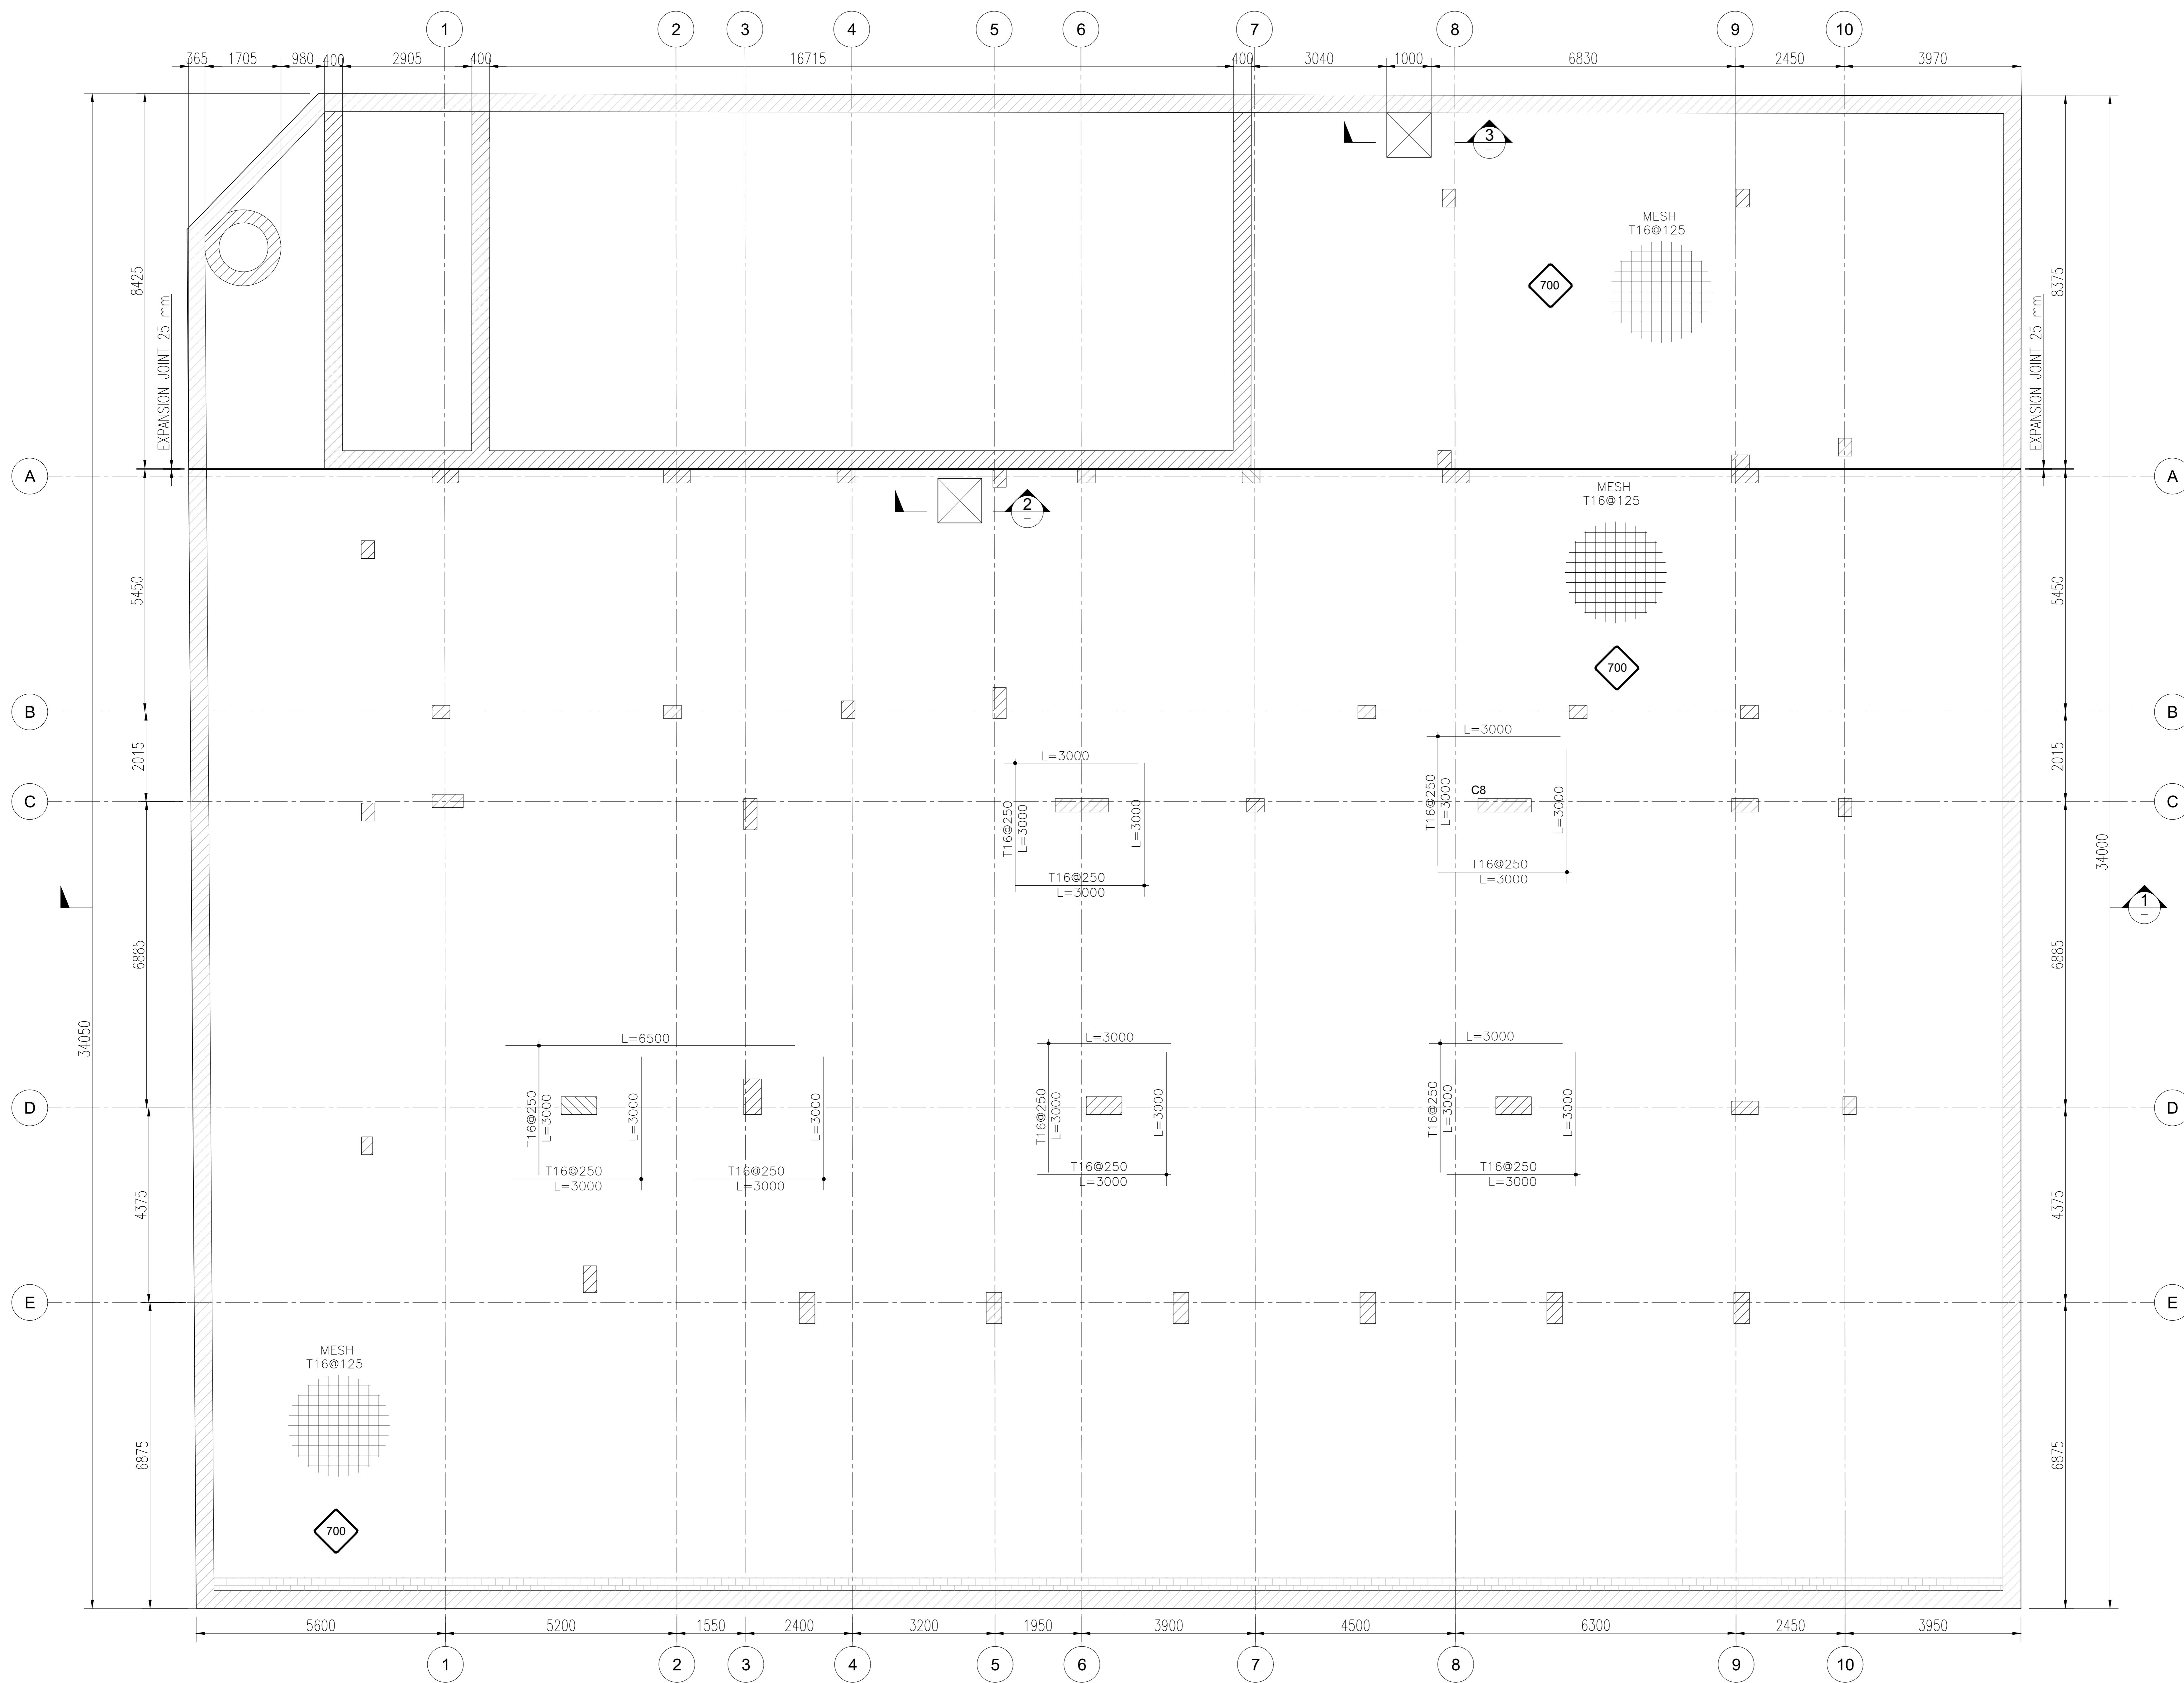 1 2 3 4 5 6 7 8 9 10
365 1705 980 400 2905 400 16715 400 3040 1000 6830 2450 3970
3
–
MESH
T16@125
700
8425
8375
EXPANSION JOINT 25 mm
EXPANSION JOINT 25 mm
A
A
2
–
MESH
T16@125
5450
5450
700
B
B
2015
2015
L=3000
L=3000
C
C
C8
T16@250
L=3000
L=3000
T16@250
L=3000
L=3000
T16@250
L=3000
T16@250
L=3000
34000
1
–
6885
6885
34050
L=6500
L=3000
L=3000
D
D
T16@250
L=3000
L=3000
L=3000
T16@250
L=3000
L=3000
T16@250
L=3000
L=3000
T16@250
L=3000
T16@250
L=3000
T16@250
L=3000
T16@250
L=3000
4375
4375
E
E
MESH
T16@125
6875
6875
700
5600 5200 1550 2400 3200 1950 3900 4500 6300 2450 3950
1 2 3 4 5 6 7 8 9 10